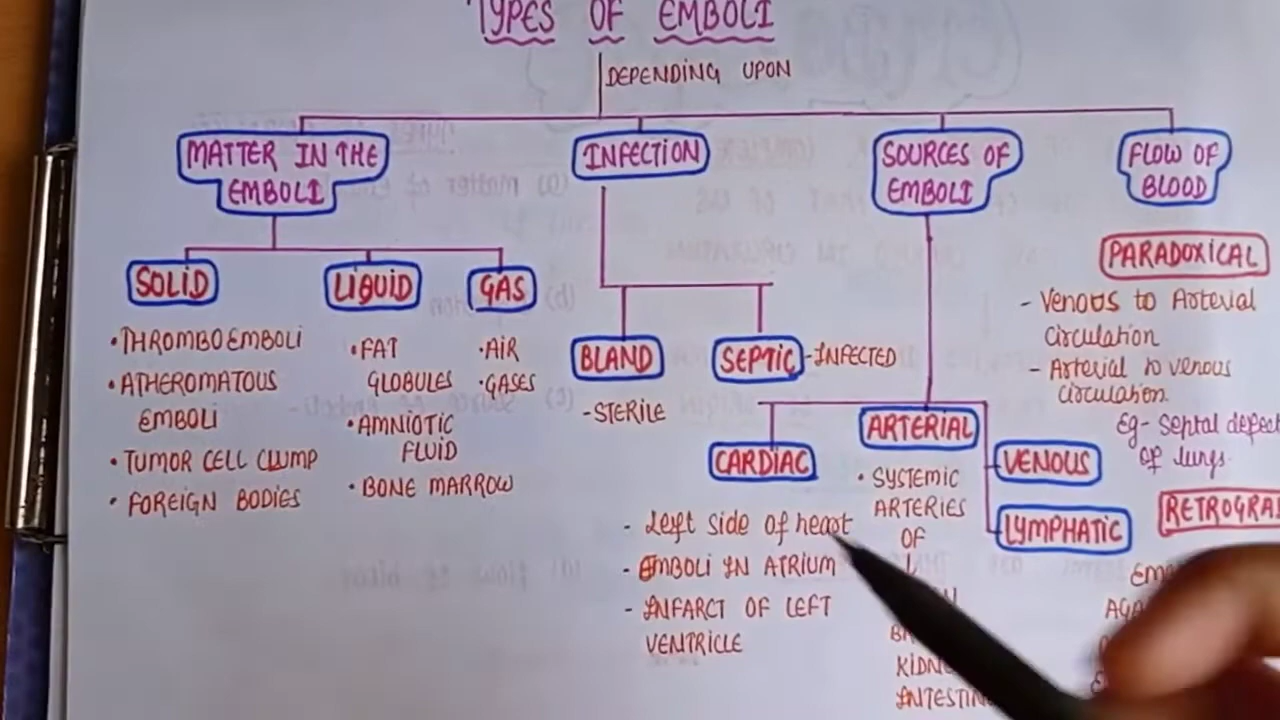 TYPES OF EMBOLI
DEPENDING UPON
MATTER IN THE
EMBOLI
SOLID
• THROMBOEMBOLI
• ATHEROMATOUS
EMBOLI
• TUMOR CELL CLUMP
• FOREIGN BODIES
LIQUID
• FAT
GLOBULES
• AMNIOTIC
FLUID
• BONE MARROW
GAS
• AIR
• GASES
INFECTION
BLAND
- STERILE
SEPTIC - INFECTED
SOURCES OF
EMBOLI
CARDIAC
- Left side of heart
- EMBOLI IN ATRIUM
- INFARCT OF LEFT
VENTRICLE
ARTERIAL
• SYSTEMIC
ARTERIES
OF
VENOUS
LYMPHATIC
FLOW OF
BLOOD
PARADOXICAL
- Venous to Arterial
circulation
- Arterial to venous
circulation.
Eg - Septal defect
of lungs.